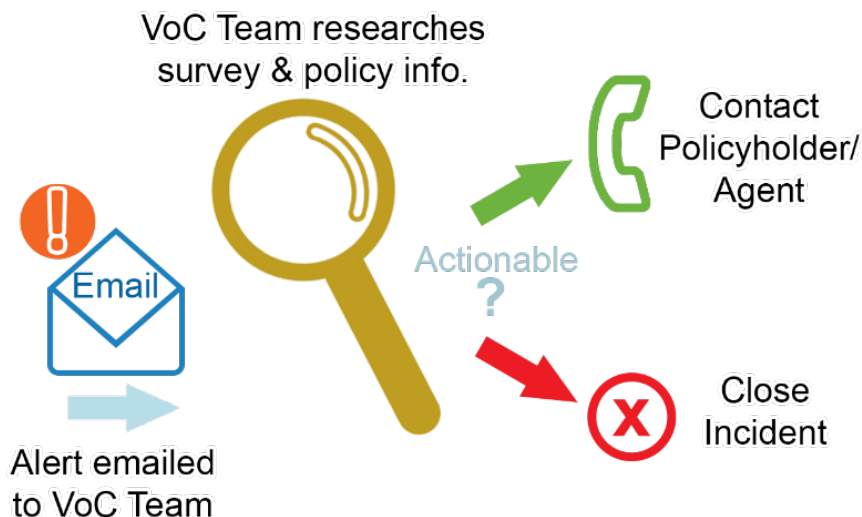 VoC Team researches
survey & policy info.
Contact
Policyholder/
Agent
Email
Actionable
?
Close
Incident
X
Alert emailed
to VoC Team